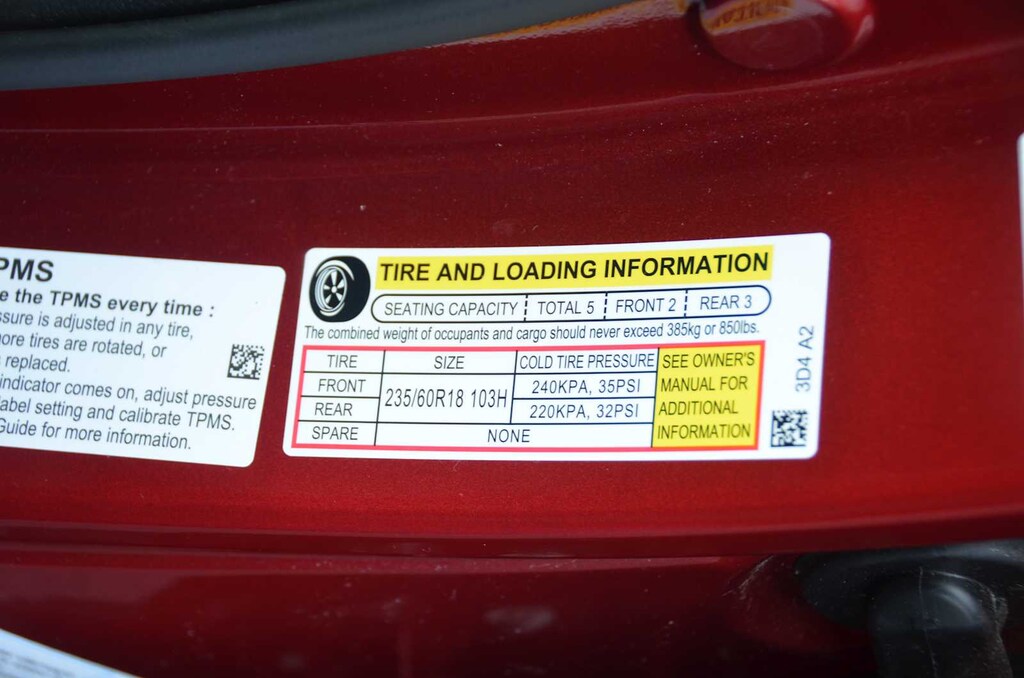 PMS
e the TPMS every time :
ssure is adjusted in any tire,
ore tires are rotated, or
replaced.
indicator comes on, adjust pressure
label setting and calibrate TPMS.
Guide for more information.
TIRE AND LOADING INFORMATION
SEATING CAPACITY TOTAL 5 FRONT 2 REAR 3
The combined weight of occupants and cargo should never exceed 385kg or 850lbs.
TIRE SIZE COLD TIRE PRESSURE SEE OWNER'S
FRONT 235/60R18 103H 240KPA, 35PSI MANUAL FOR
REAR 220KPA, 32PSI ADDITIONAL
SPARE NONE INFORMATION
3D4 A2